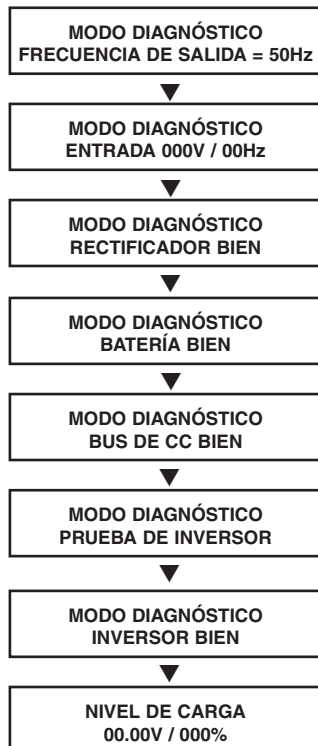 MODO DIAGNÓSTICO
FRECUENCIA DE SALIDA = 50Hz
MODO DIAGNÓSTICO
ENTRADA 000V / 00Hz
MODO DIAGNÓSTICO
RECTIFICADOR BIEN
MODO DIAGNÓSTICO
BATERÍA BIEN
MODO DIAGNÓSTICO
BUS DE CC BIEN
MODO DIAGNÓSTICO
PRUEBA DE INVERSOR
MODO DIAGNÓSTICO
INVERSOR BIEN
NIVEL DE CARGA
00.00V / 000%